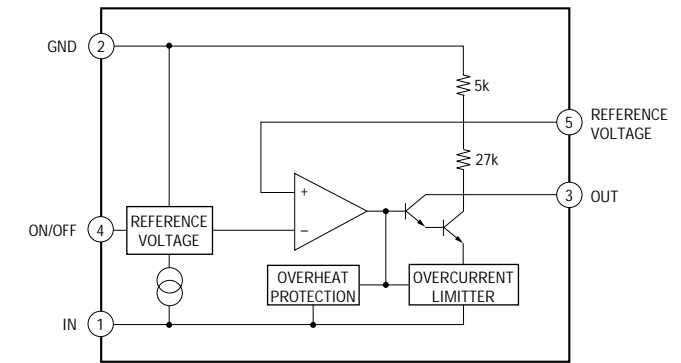 GND 2
5k
5 REFERENCE
VOLTAGE
27k
+
3 OUT
ON/OFF 4 REFERENCE
VOLTAGE
–
OVERHEAT
PROTECTION
OVERCURRENT
LIMITTER
IN 1